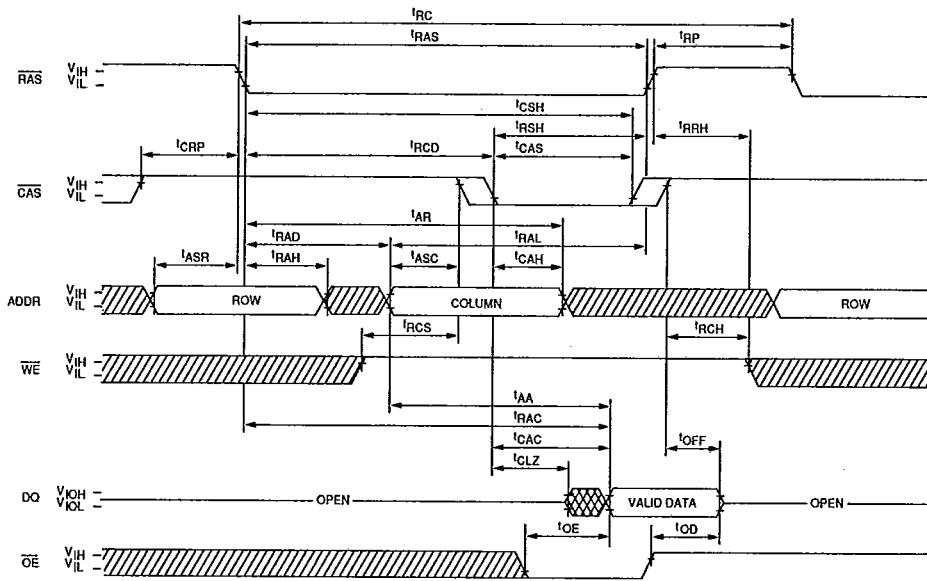 tRC
tRAS
tRP
RAS
VIH
VIL
tCSH
tRSH
tRRH
tCRP
tRCD
tCAS
CAS
VIH
VIL
tAR
tRAD
tRAL
tASR
tRAH
tASC
tCAH
ADDR
VIH
VIL
ROW
COLUMN
ROW
tRCS
tRCH
WE
VIH
VIL
tAA
tRAC
tCAC
tOFF
tCLZ
DQ
VIOH
VIOL
OPEN
VALID DATA
OPEN
tOE
tOD
OE
VIH
VIL